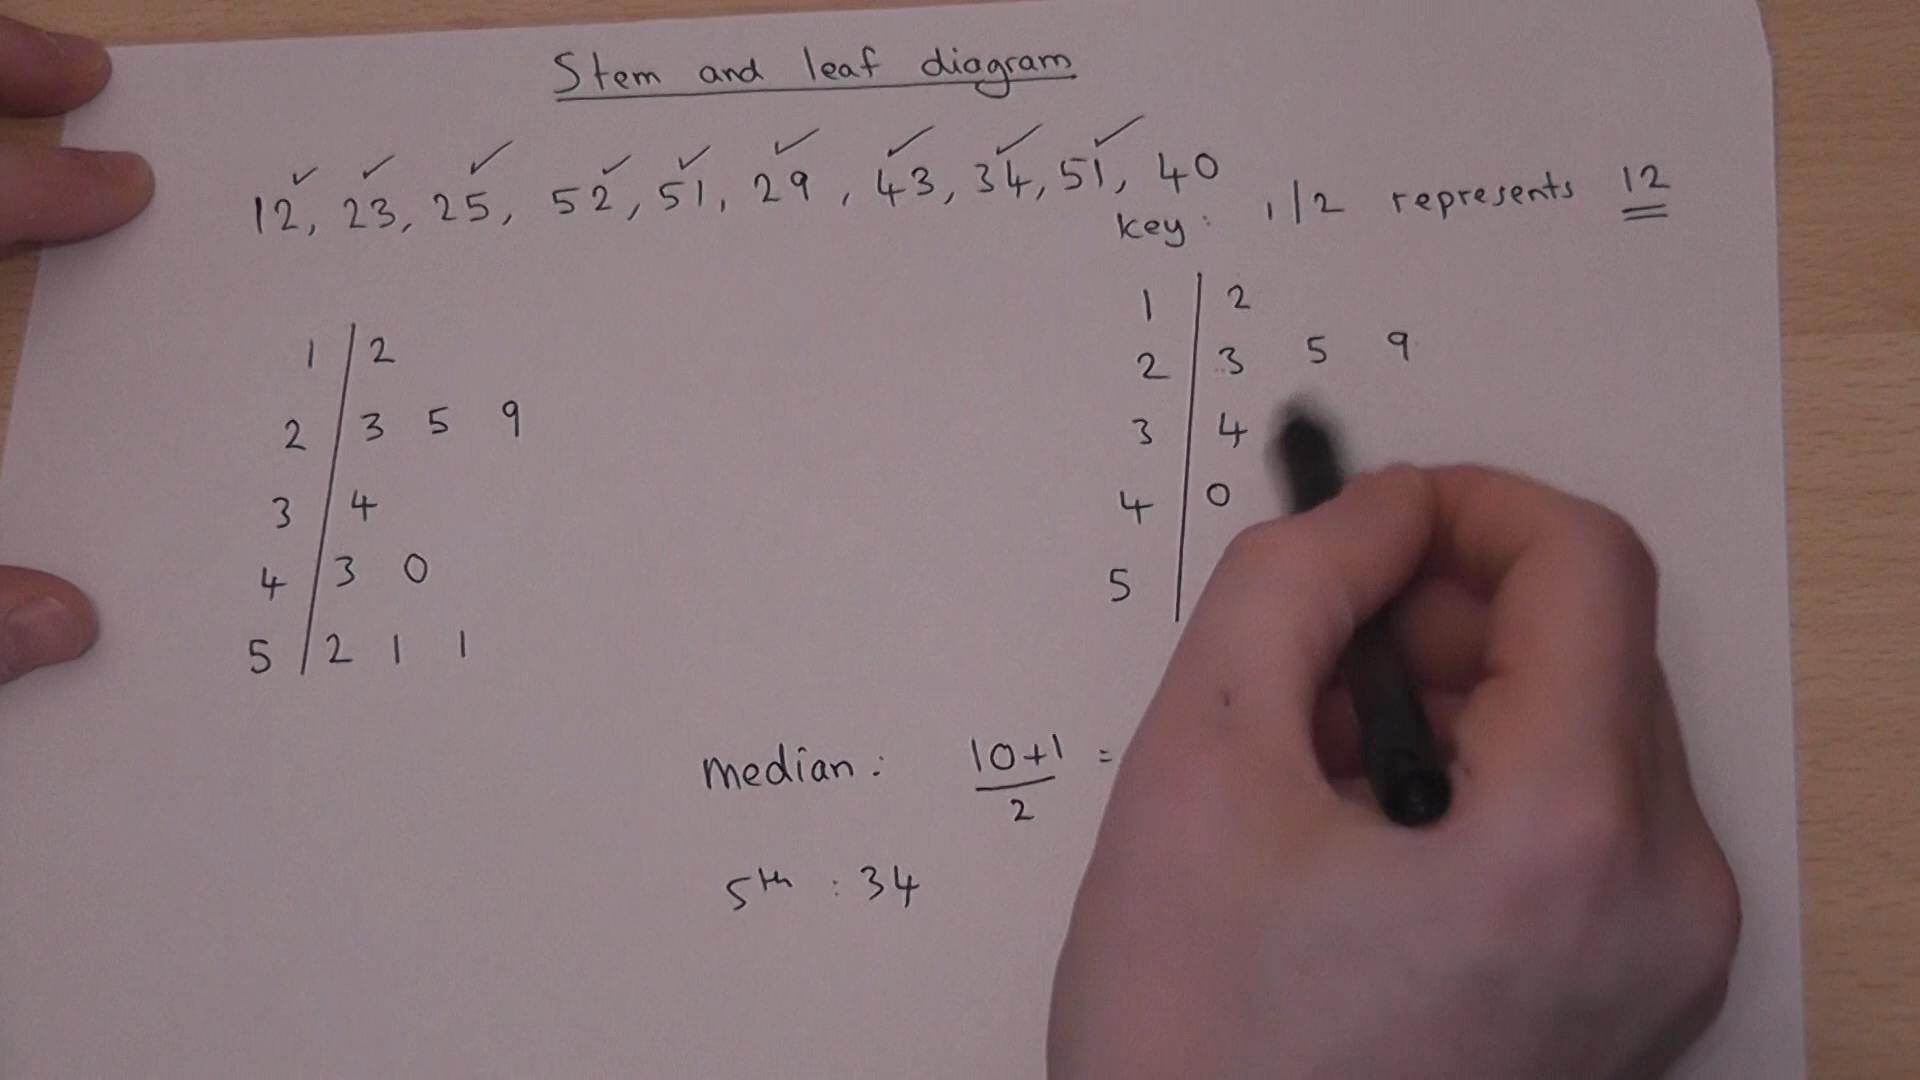 Stem and leaf diagram
12, 23, 25, 52, 51, 29, 43, 34, 51, 40
key: 1/2 represents 12
1 | 2
2 | 3 5 9
3 | 4
4 | 3 0
5 | 2 1 1
1 | 2
2 | 3 5 9
3 | 4
4 | 0
5 |
median: 10+1/2 =
5th : 34